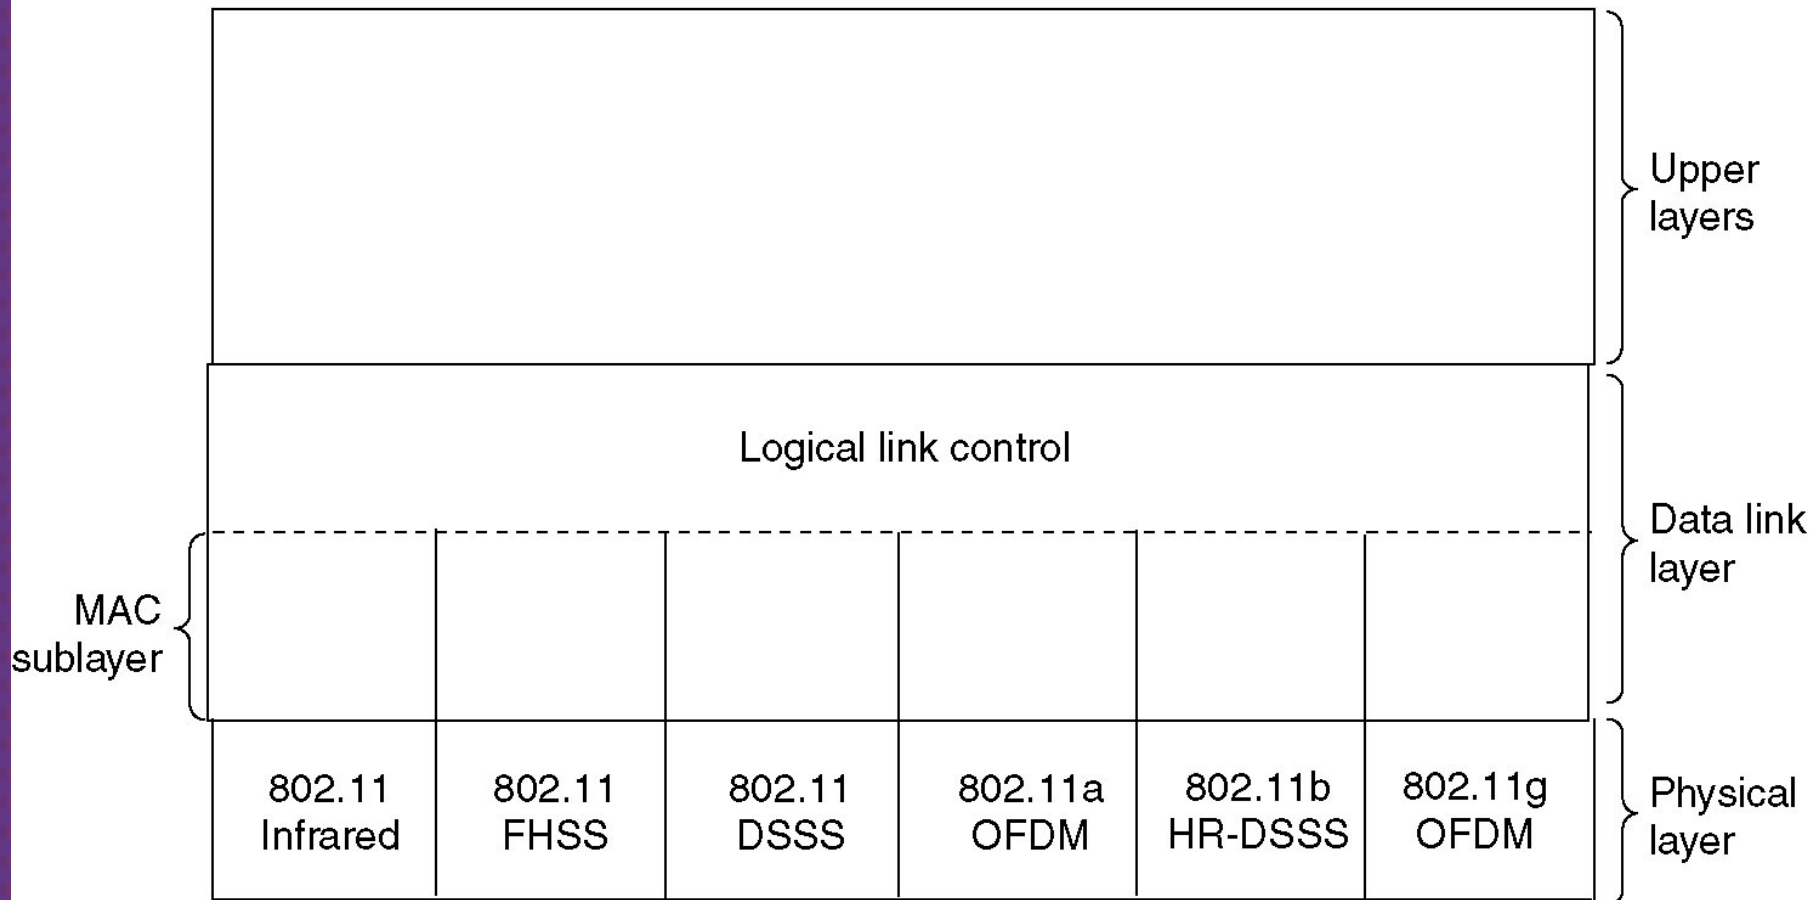 Upper
layers
Logical link control
Data link
layer
MAC
sublayer
802.11
Infrared
802.11
FHSS
802.11
DSSS
802.11a
OFDM
802.11b
HR-DSSS
802.11g
OFDM
Physical
layer